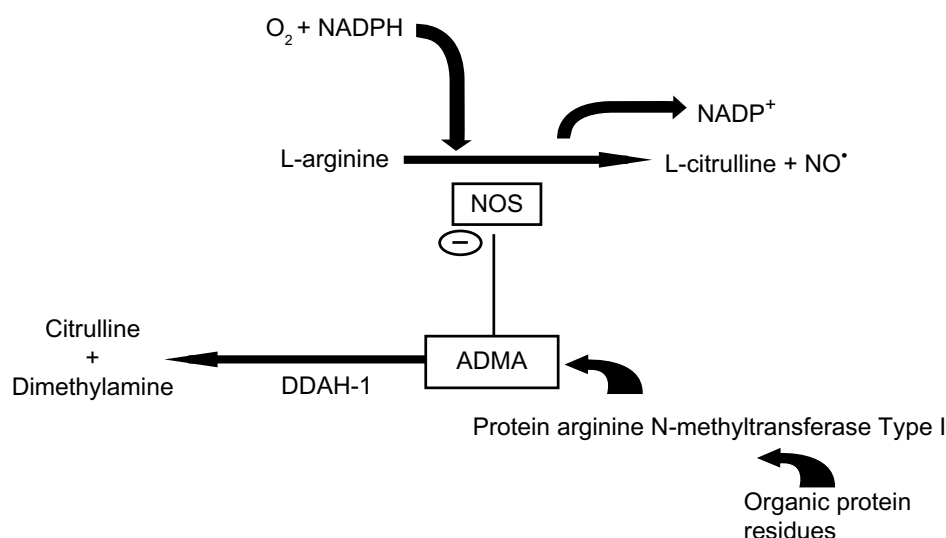 O₂ + NADPH
NADP⁺
L-arginine
L-citrulline + NO•
NOS
−
Citrulline
+
Dimethylamine
ADMA
DDAH-1
Protein arginine N-methyltransferase Type I
Organic protein
residues